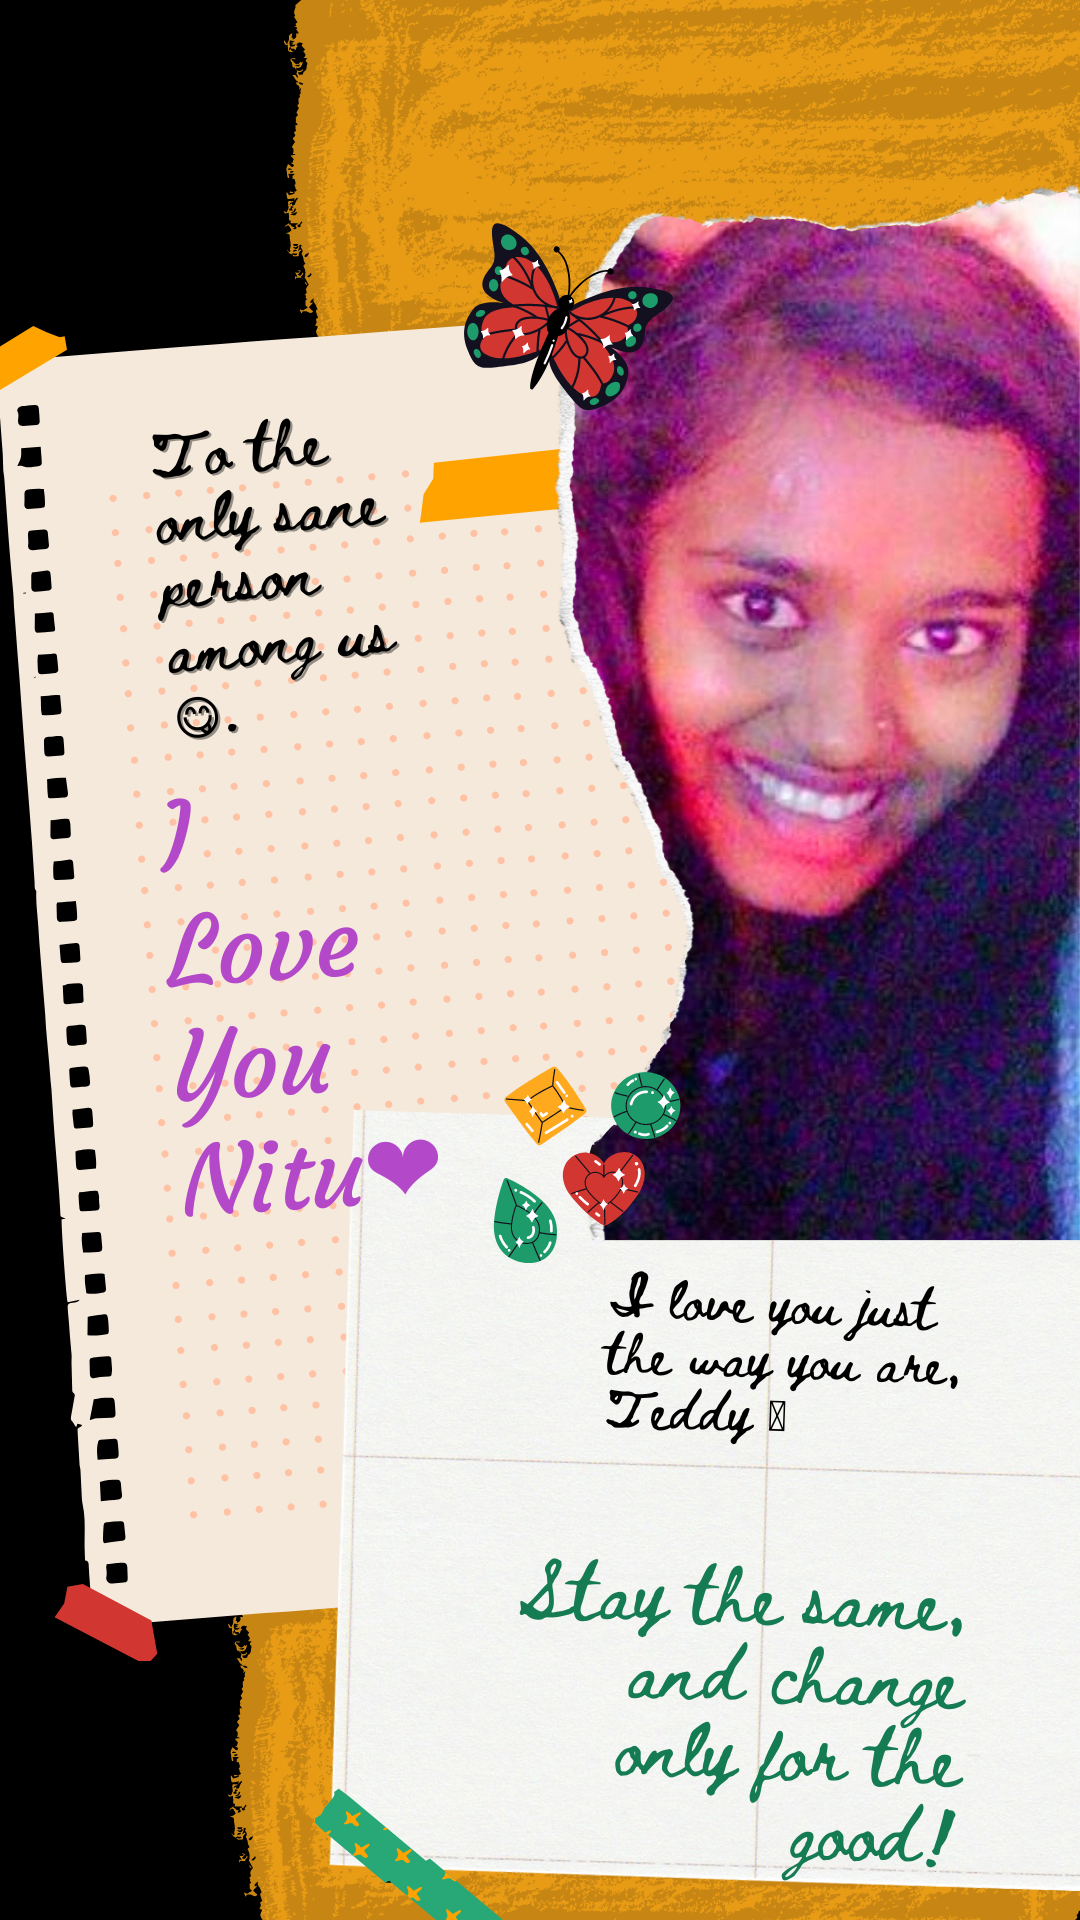 To the
only sane
person
among us
😋.
I
Love
You
Nitu❤
I love you just
the way you are,
Teddy
Stay the same,
and change
only for the
good!